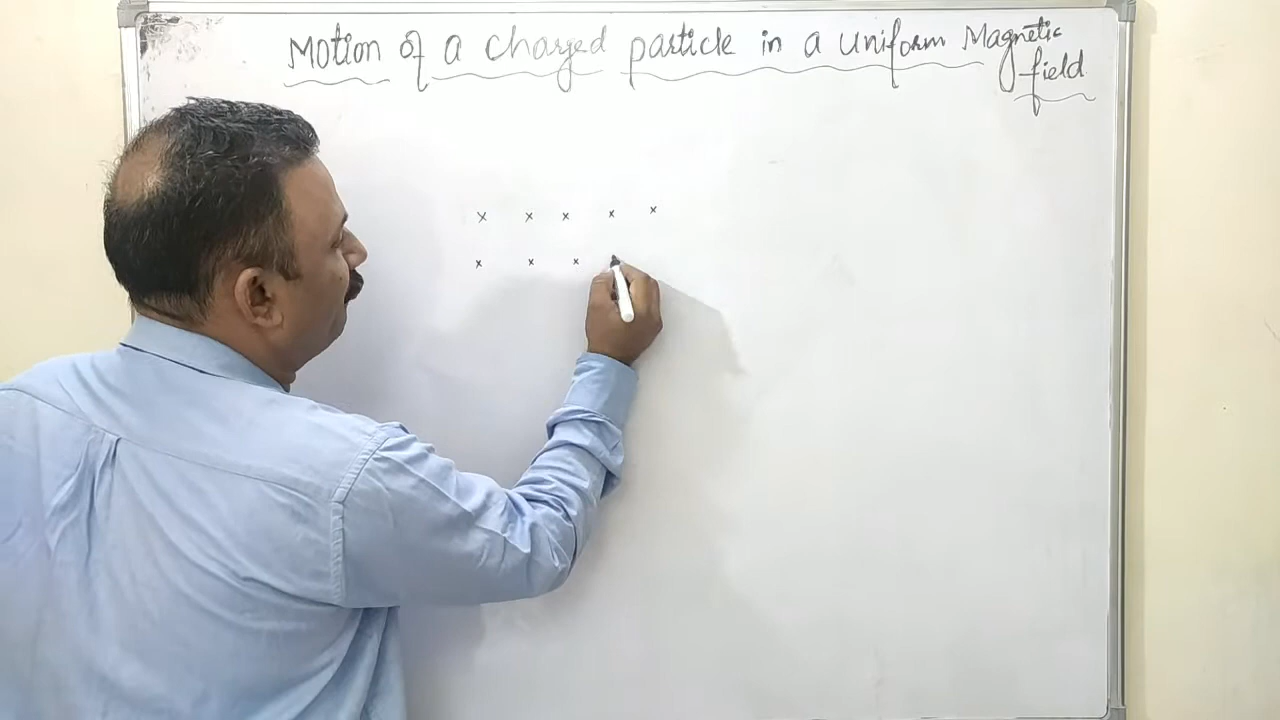 Motion of a charged particle in a uniform Magnetic
field
x x x x x
x x x